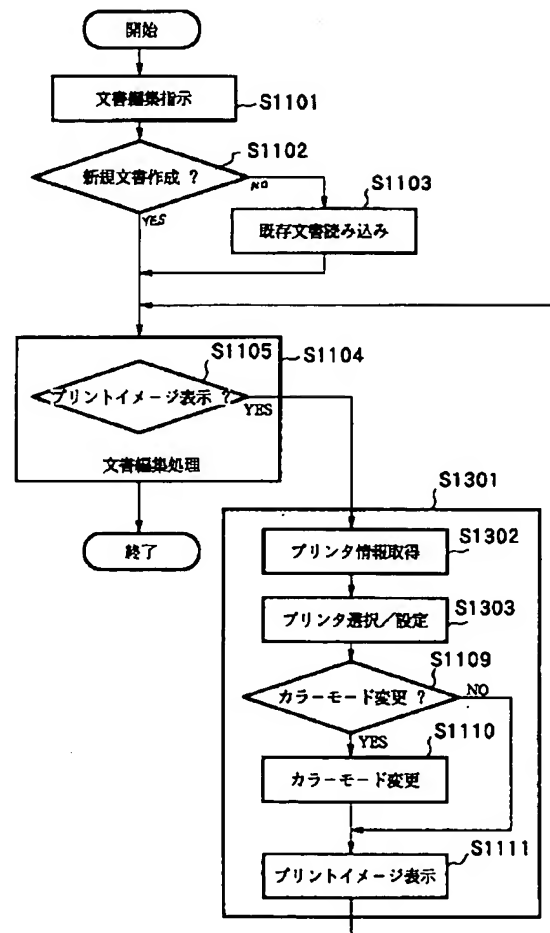 開始
文書編集指示
S1101
S1102
新規文書作成 ?
NO
YES
S1103
既存文書読み込み
S1104
S1105
プリントイメージ表示 ?
YES
文書編集処理
終了
S1301
S1302
プリンタ情報取得
S1303
プリンタ選択/設定
S1109
カラーモード変更 ?
NO
YES
S1110
カラーモード変更
S1111
プリントイメージ表示